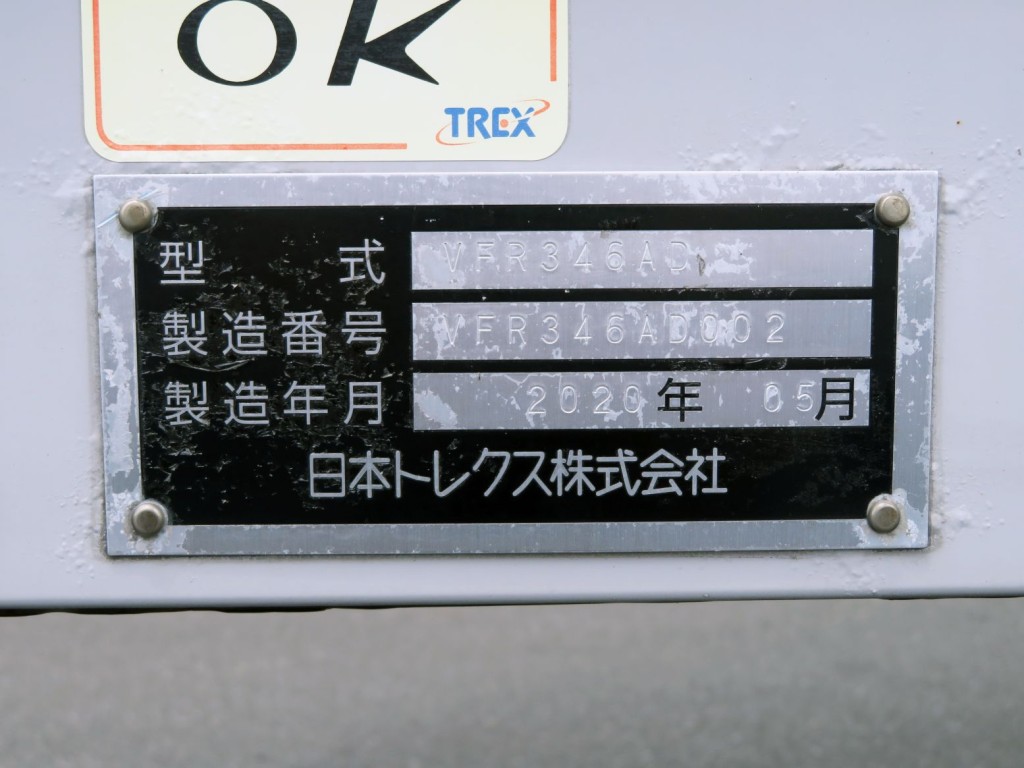 OK
TREX
型式 VFR346AD
製造番号 VFR346AD002
製造年月 2020年 05月
日本トレクス株式会社